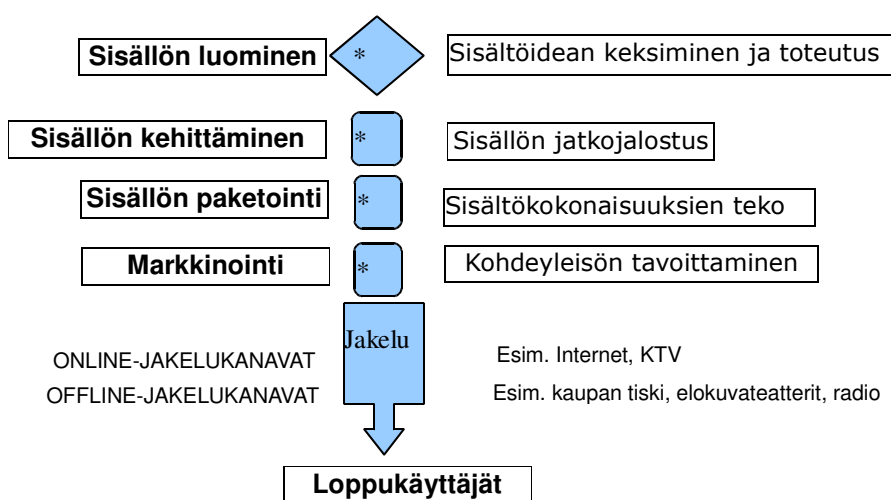 Sisällön luominen * Sisältöidean keksiminen ja toteutus
Sisällön kehittäminen * Sisällön jatkojalostus
Sisällön paketointi * Sisältökokonaisuuksien teko
Markkinointi * Kohdeyleisön tavoittaminen
Jakelu
ONLINE-JAKELUKANAVAT Esim. Internet, KTV
OFFLINE-JAKELUKANAVAT Esim. kaupan tiski, elokuvateatterit, radio
Loppukäyttäjät